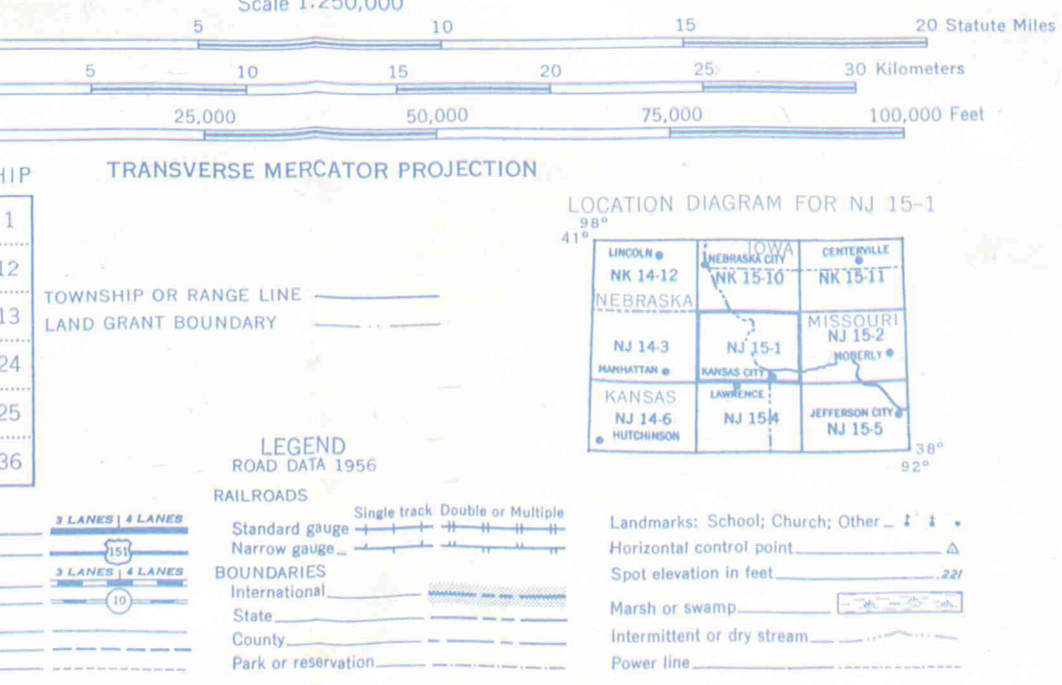 Scale 1:250,000
5 10 15 20 Statute Miles
5 10 15 20 25 30 Kilometers
25,000 50,000 75,000 100,000 Feet
TRANSVERSE MERCATOR PROJECTION
HIP
1
12
13
24
25
36
TOWNSHIP OR RANGE LINE
LAND GRANT BOUNDARY
LOCATION DIAGRAM FOR NJ 15-1
98°
41°
LINCOLN
NK 14-12
NEBRASKA
IOWA
NEBRASKA CITY
NK 15-10
CENTERVILLE
NK 15-11
NJ 14-3
MANHATTAN
NJ 15-1
KANSAS CITY
MISSOURI
NJ 15-2
MOBERLY
KANSAS
NJ 14-6
HUTCHINSON
LAWRENCE
NJ 15-4
JEFFERSON CITY
NJ 15-5
38°
92°
LEGEND
ROAD DATA 1956
3 LANES | 4 LANES
151
3 LANES | 4 LANES
10
RAILROADS
Single track Double or Multiple
Standard gauge
Narrow gauge
BOUNDARIES
International
State
County
Park or reservation
Landmarks: School; Church; Other
Horizontal control point
Spot elevation in feet .221
Marsh or swamp
Intermittent or dry stream
Power line